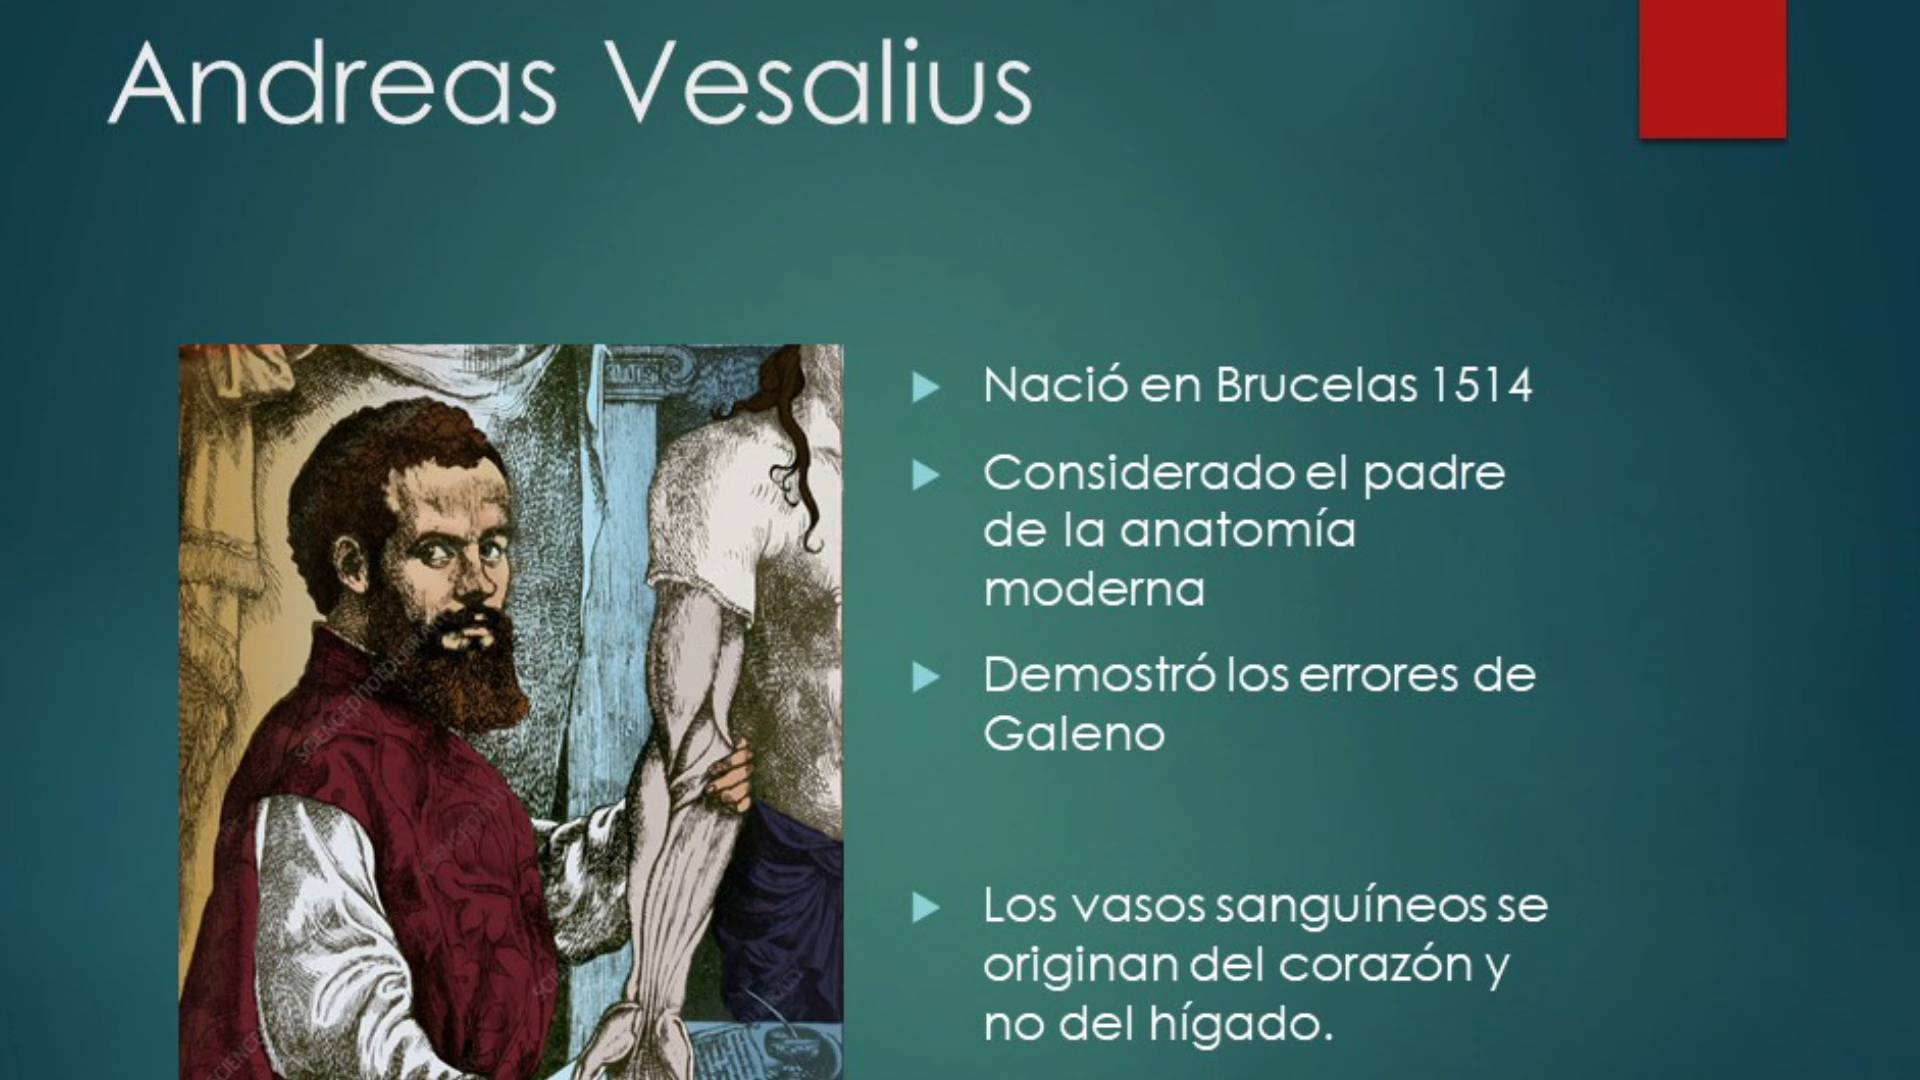 Andreas Vesalius
Nació en Brucelas 1514
Considerado el padre
de la anatomía
moderna
Demostró los errores de
Galeno
Los vasos sanguíneos se
originan del corazón y
no del hígado.